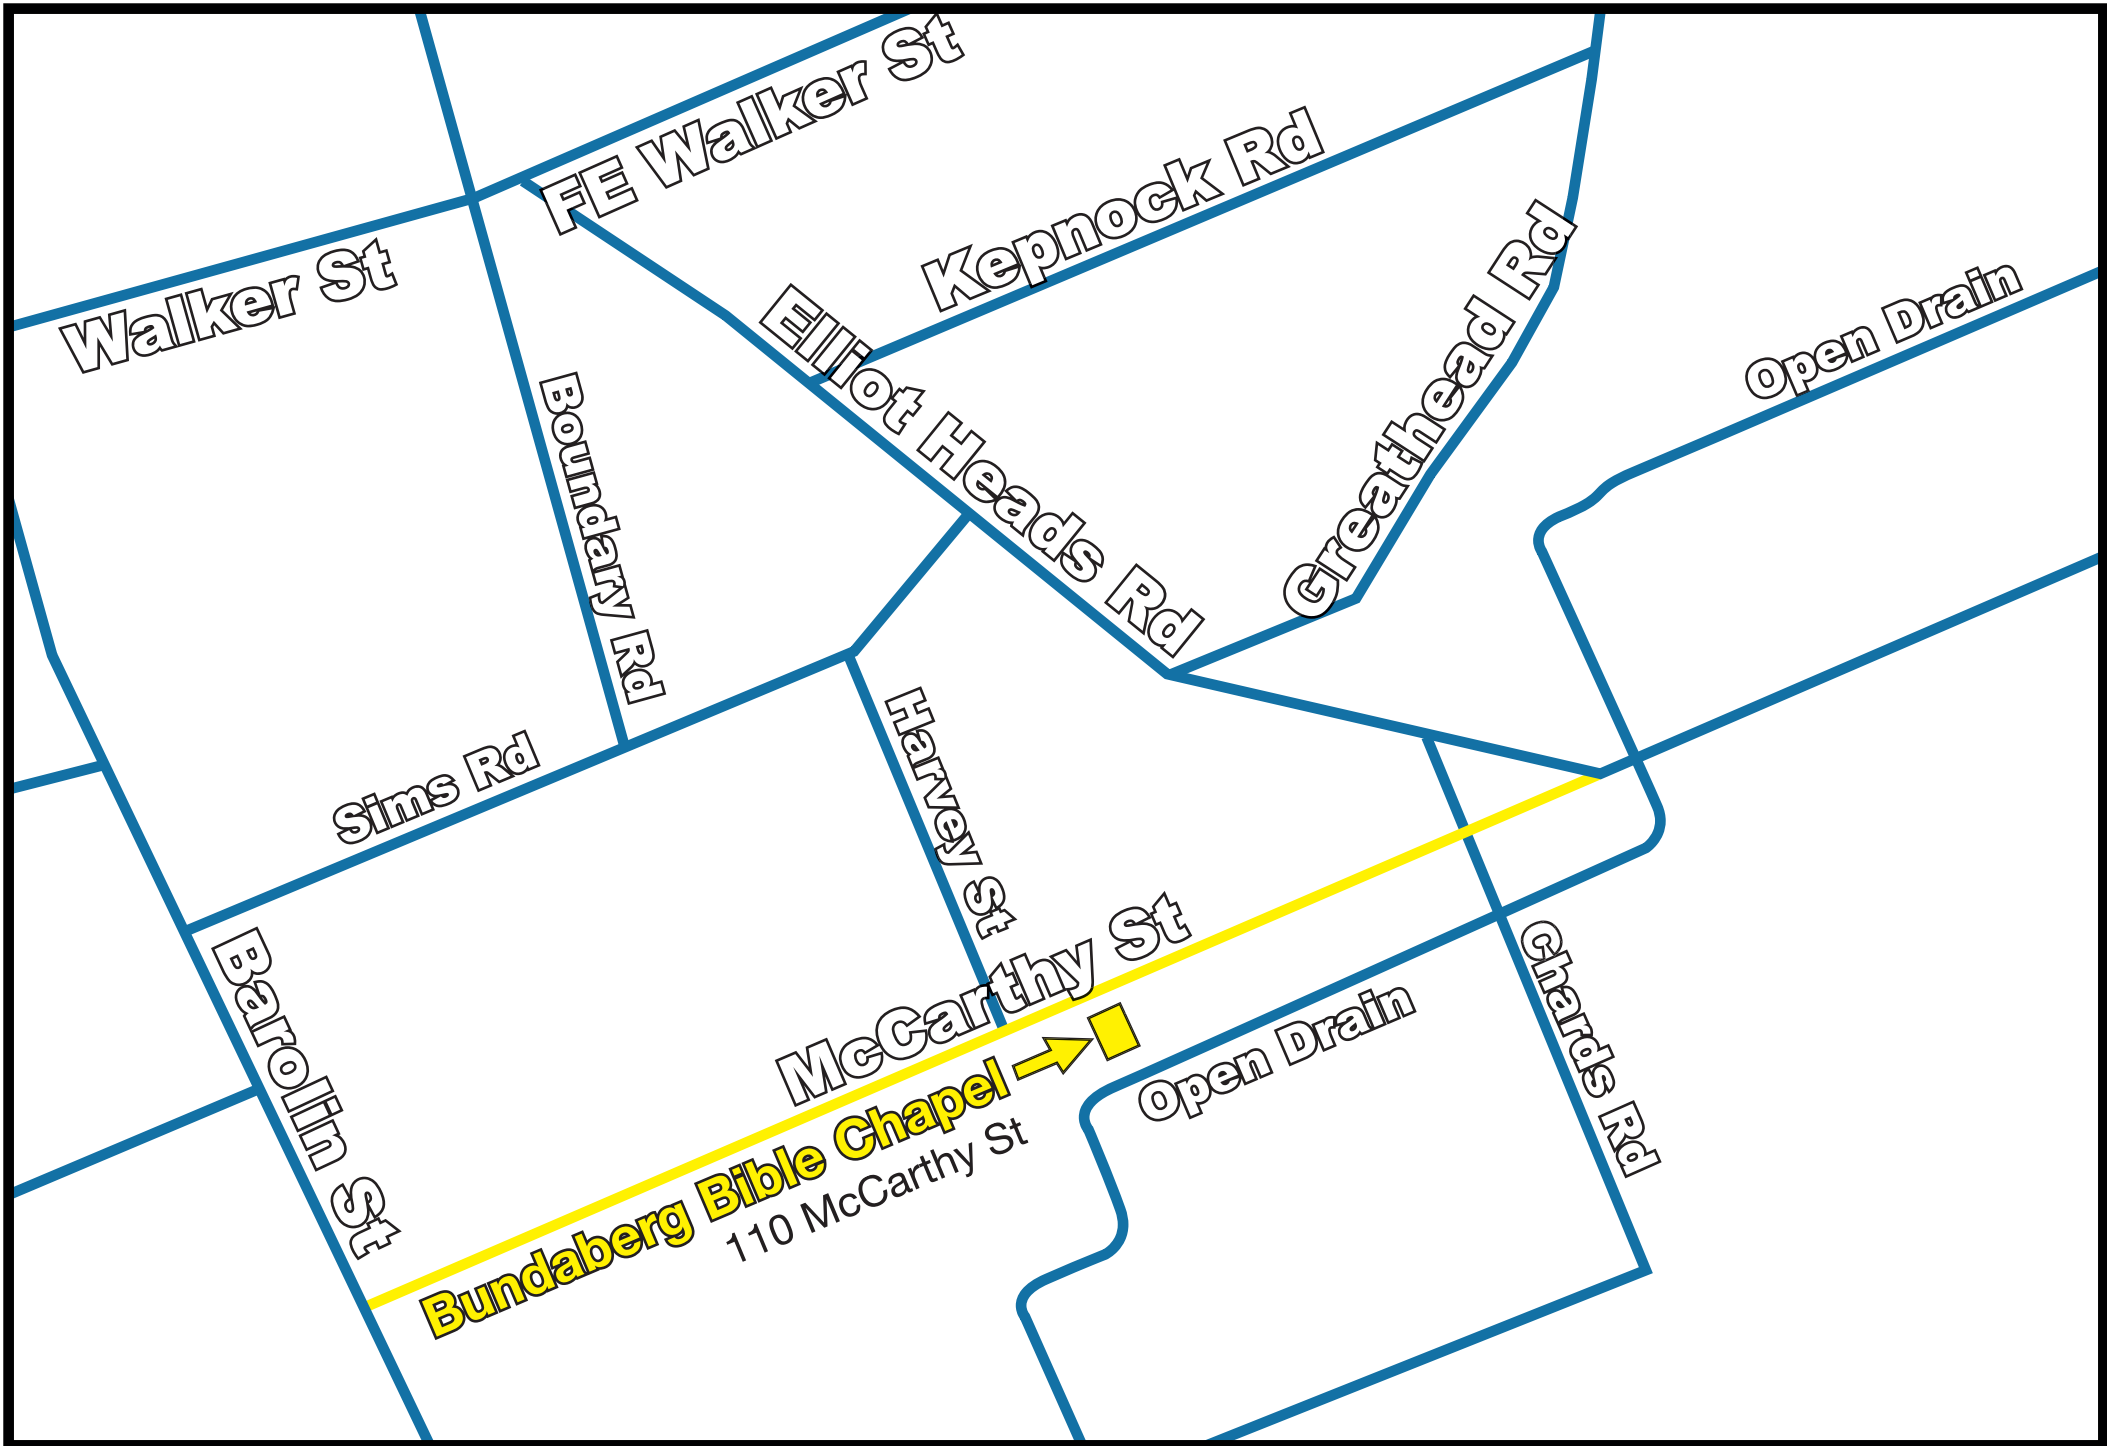 FE Walker St
Kepnock Rd
Walker St
Elliot Heads Rd
Greathead Rd
Open Drain
Boundary Rd
Sims Rd
Harvey St
McCarthy St
Barolin St
Chards Rd
Open Drain
Bundaberg Bible Chapel
110 McCarthy St